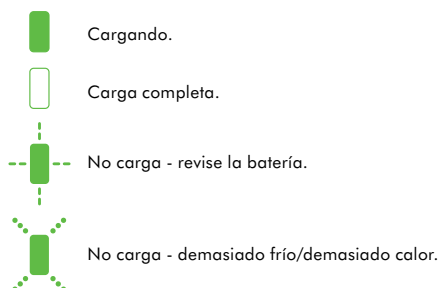 Cargando.
Carga completa.
No carga - revise la batería.
No carga - demasiado frío/demasiado calor.